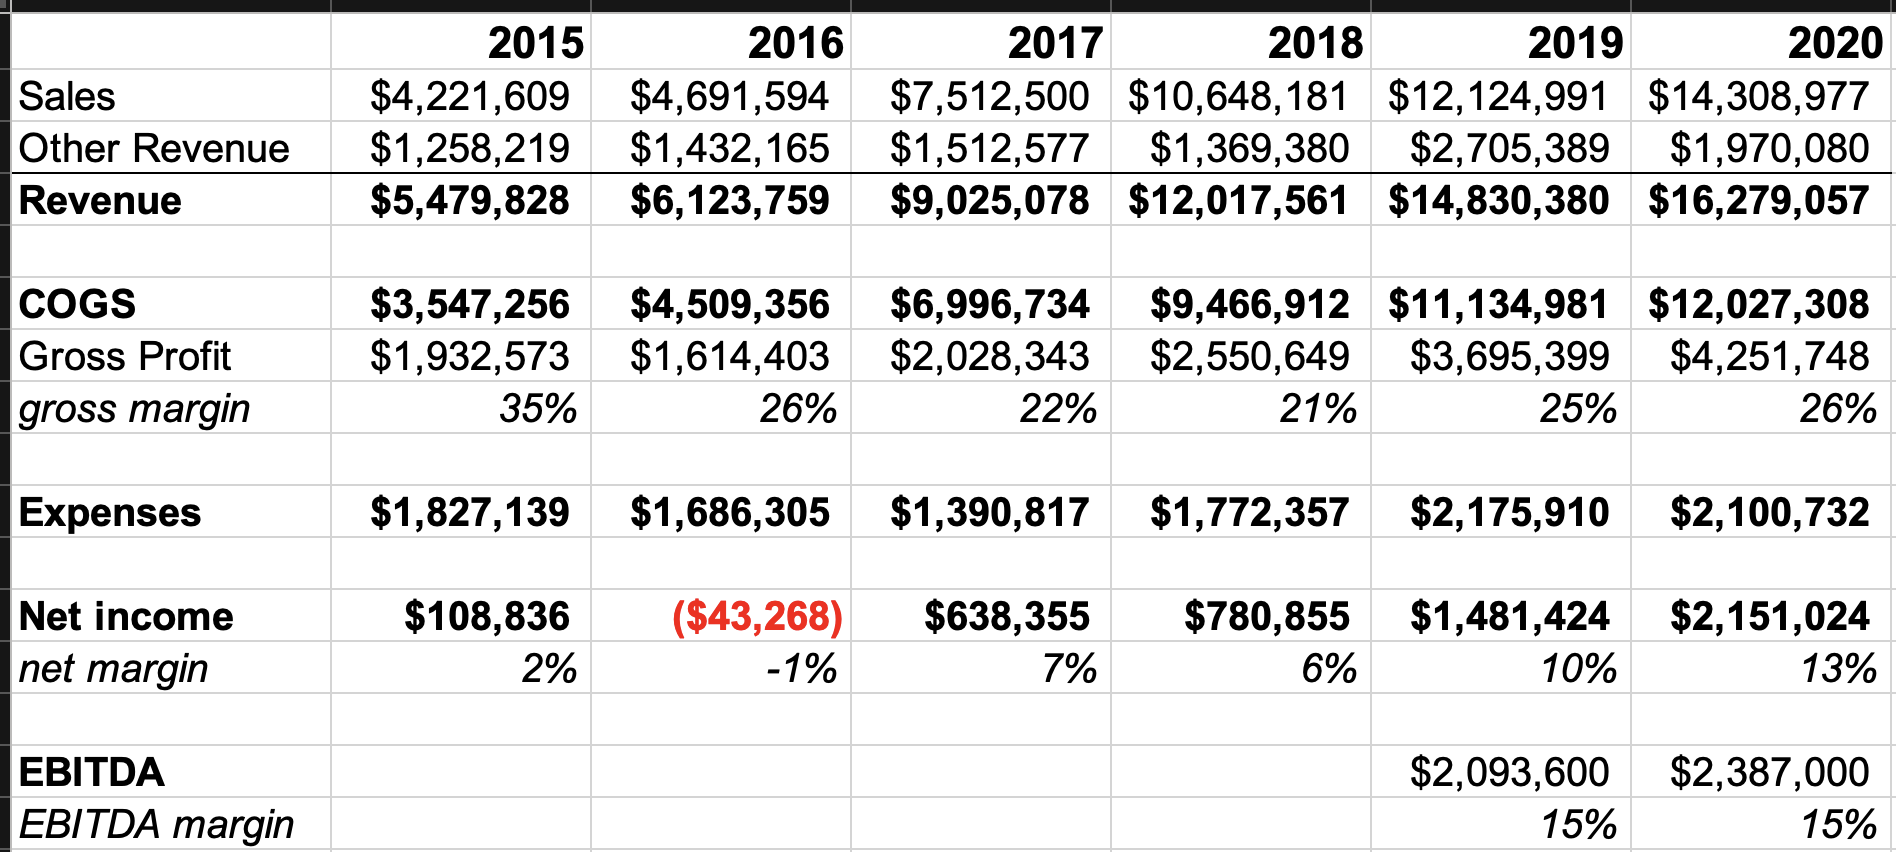 2015 2016 2017 2018 2019 2020
Sales $4,221,609 $4,691,594 $7,512,500 $10,648,181 $12,124,991 $14,308,977
Other Revenue $1,258,219 $1,432,165 $1,512,577 $1,369,380 $2,705,389 $1,970,080
Revenue $5,479,828 $6,123,759 $9,025,078 $12,017,561 $14,830,380 $16,279,057
COGS $3,547,256 $4,509,356 $6,996,734 $9,466,912 $11,134,981 $12,027,308
Gross Profit $1,932,573 $1,614,403 $2,028,343 $2,550,649 $3,695,399 $4,251,748
gross margin 35% 26% 22% 21% 25% 26%
Expenses $1,827,139 $1,686,305 $1,390,817 $1,772,357 $2,175,910 $2,100,732
Net income $108,836 ($43,268) $638,355 $780,855 $1,481,424 $2,151,024
net margin 2% -1% 7% 6% 10% 13%
EBITDA $2,093,600 $2,387,000
EBITDA margin 15% 15%